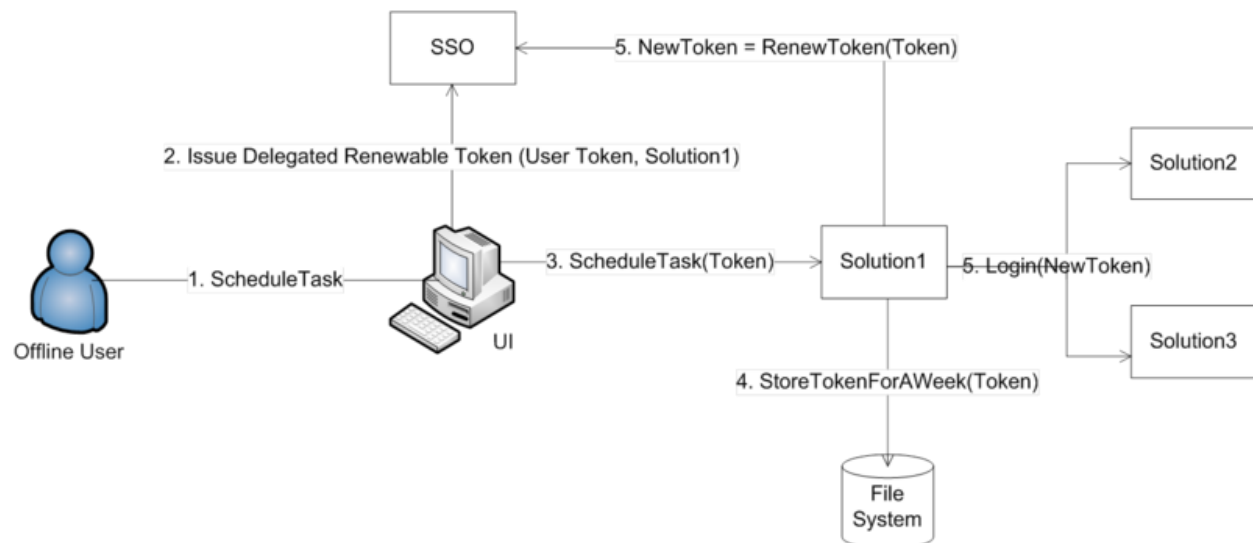 SSO
5. NewToken = RenewToken(Token)
2. Issue Delegated Renewable Token (User Token, Solution1)
Solution2
1. ScheduleTask
3. ScheduleTask(Token)
Solution1
5. Login(NewToken)
UI
Offline User
Solution3
4. StoreTokenForAWeek(Token)
File
System